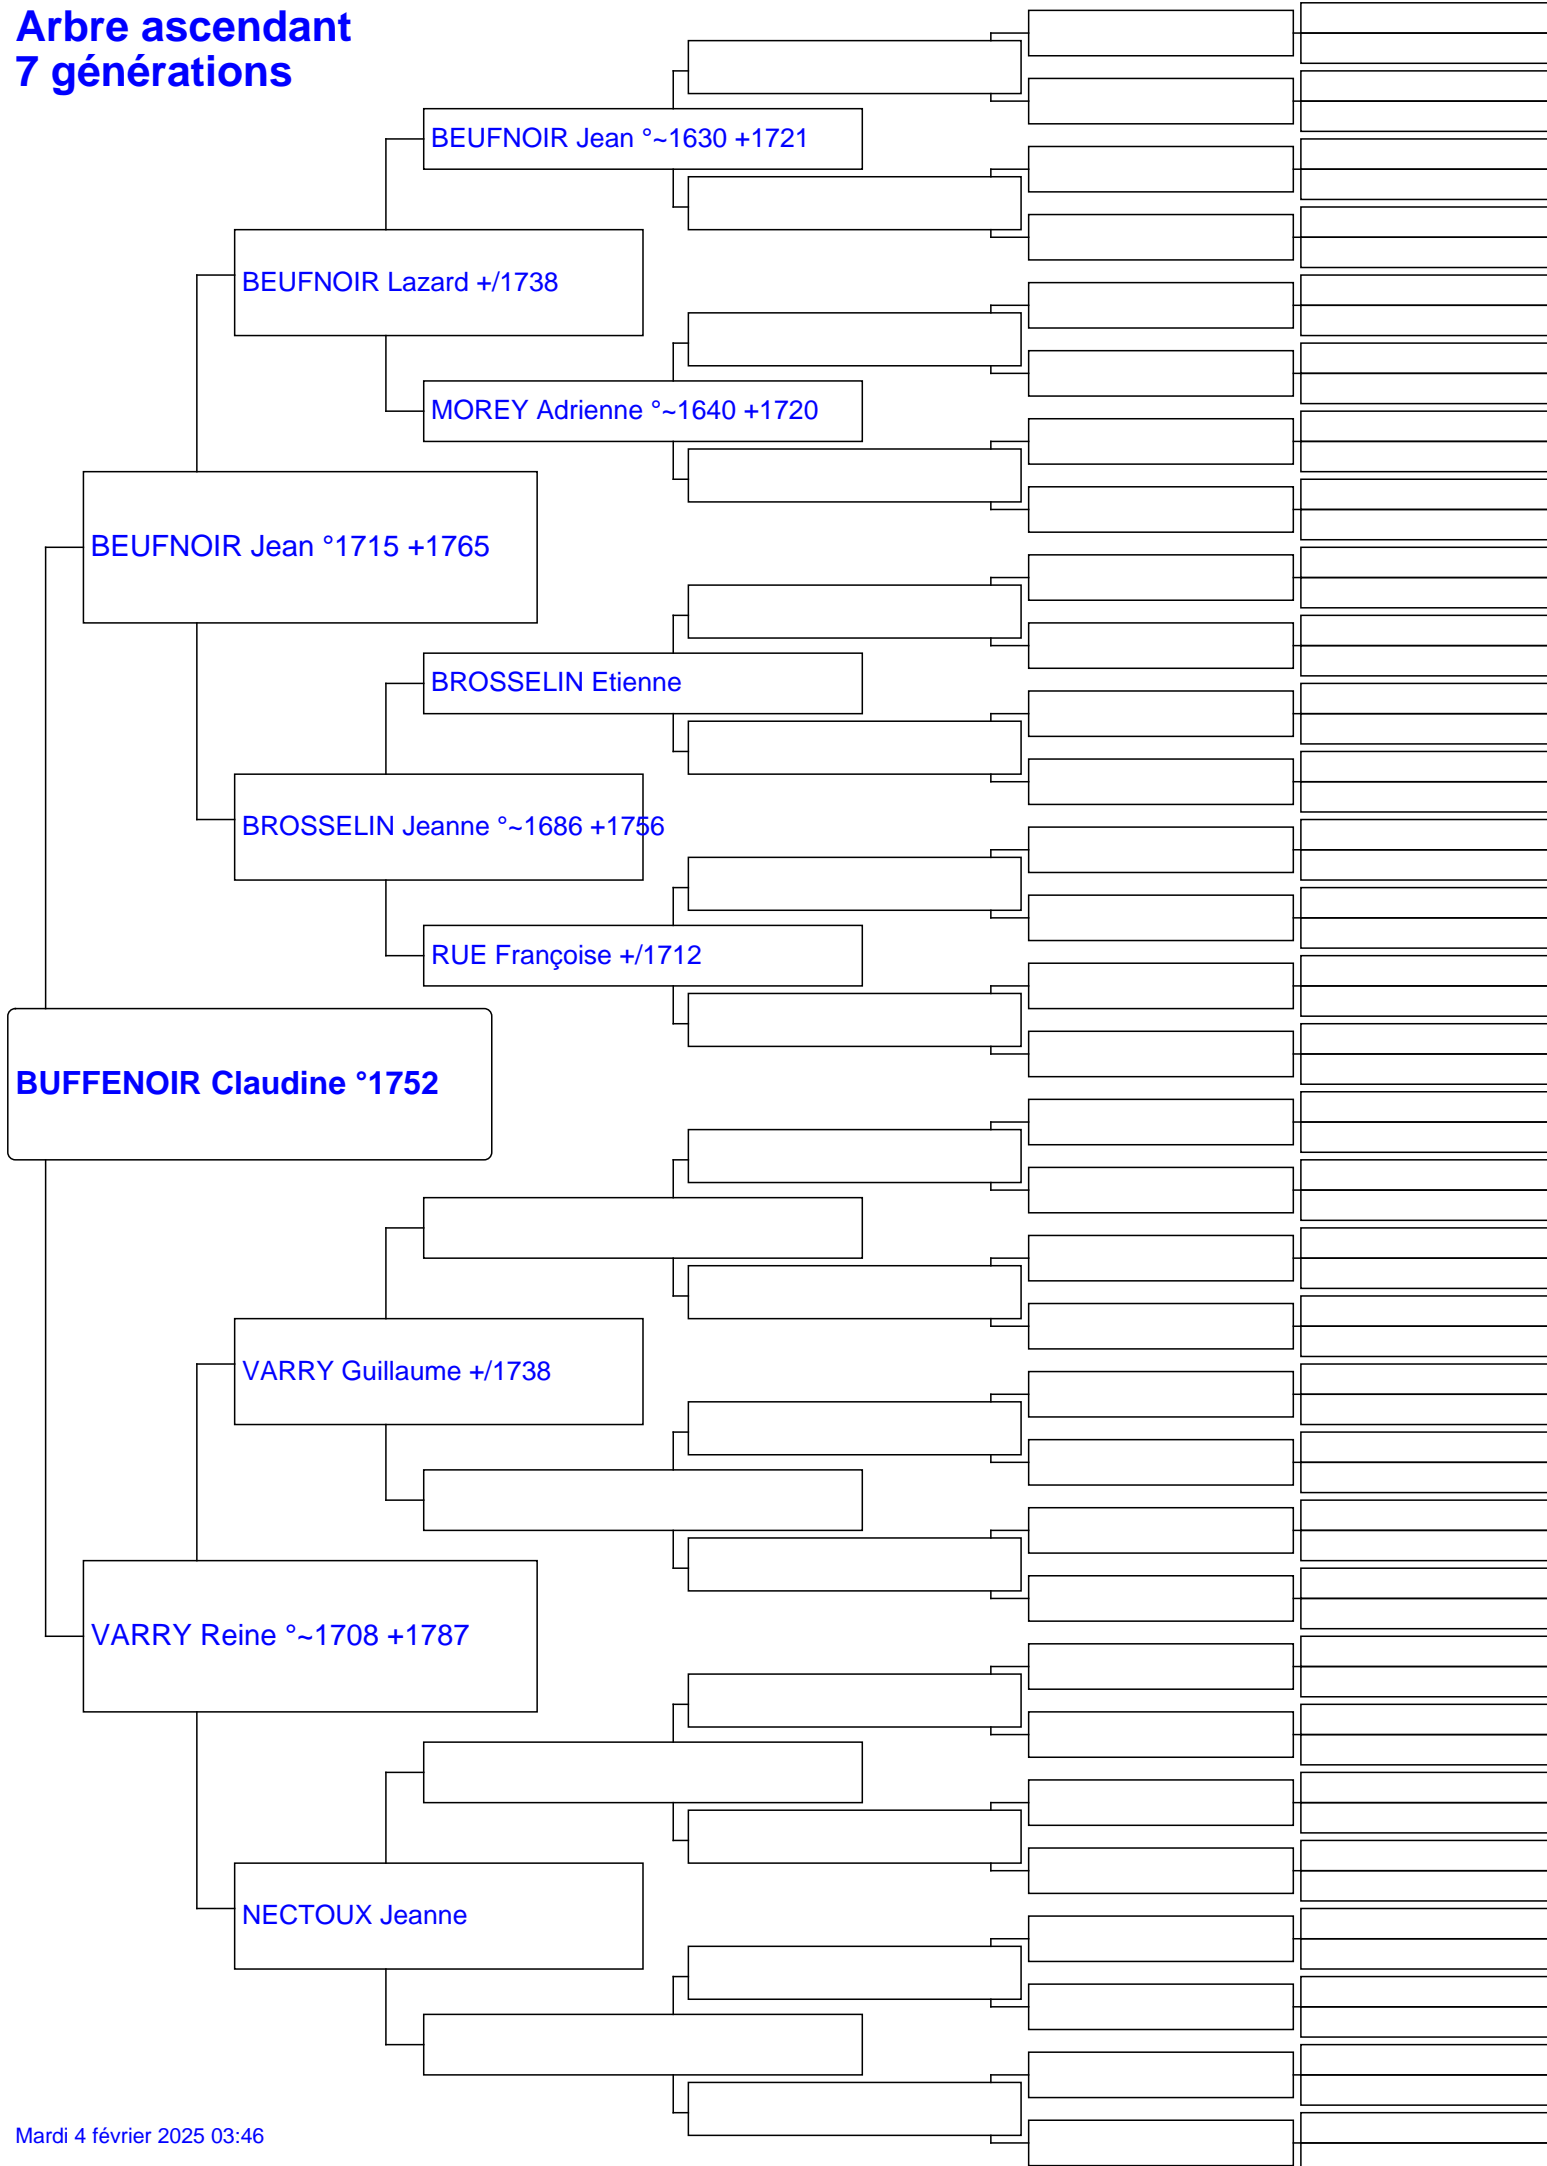 Arbre ascendant
7 générations
BEUFNOIR Jean °~1630 +1721
BEUFNOIR Lazard +/1738
MOREY Adrienne °~1640 +1720
BEUFNOIR Jean °1715 +1765
BROSSELIN Etienne
BROSSELIN Jeanne °~1686 +1756
RUE Françoise +/1712
BUFFENOIR Claudine °1752
VARRY Guillaume +/1738
VARRY Reine °~1708 +1787
NECTOUX Jeanne
Mardi 4 février 2025 03:46